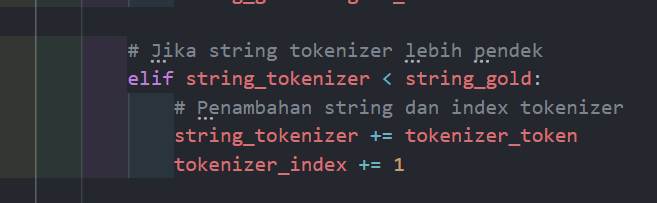 # Jika string tokenizer lebih pendek
elif string_tokenizer < string_gold:
# Penambahan string dan index tokenizer
string_tokenizer += tokenizer_token
tokenizer_index += 1